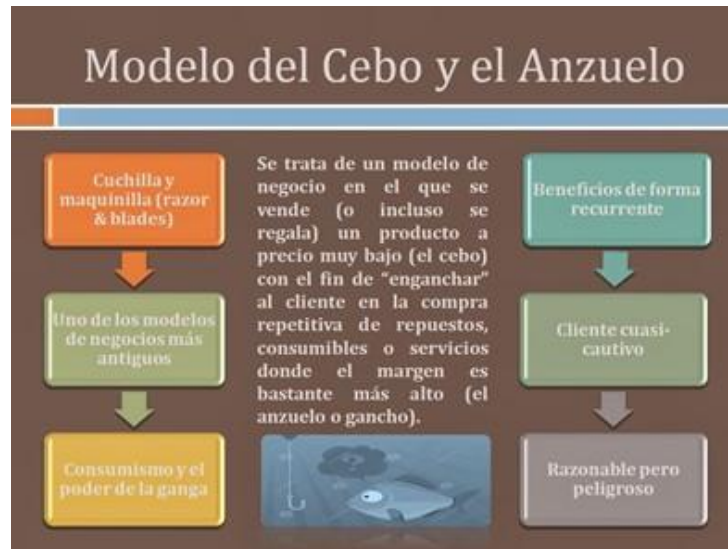 Modelo del Cebo y el Anzuelo
Cuchilla y
maquinilla (razor
& blades)
Uno de los modelos
de negocios más
antiguos
Consumismo y el
poder de la ganga
Se trata de un modelo de
negocio en el que se
vende (o incluso se
regala) un producto a
precio muy bajo (el cebo)
con el fin de “enganchar”
al cliente en la compra
repetitiva de repuestos,
consumibles o servicios
donde el margen es
bastante más alto (el
anzuelo o gancho).
Beneficios de forma
recurrente
Cliente cuasi-
cautivo
Razonable pero
peligroso